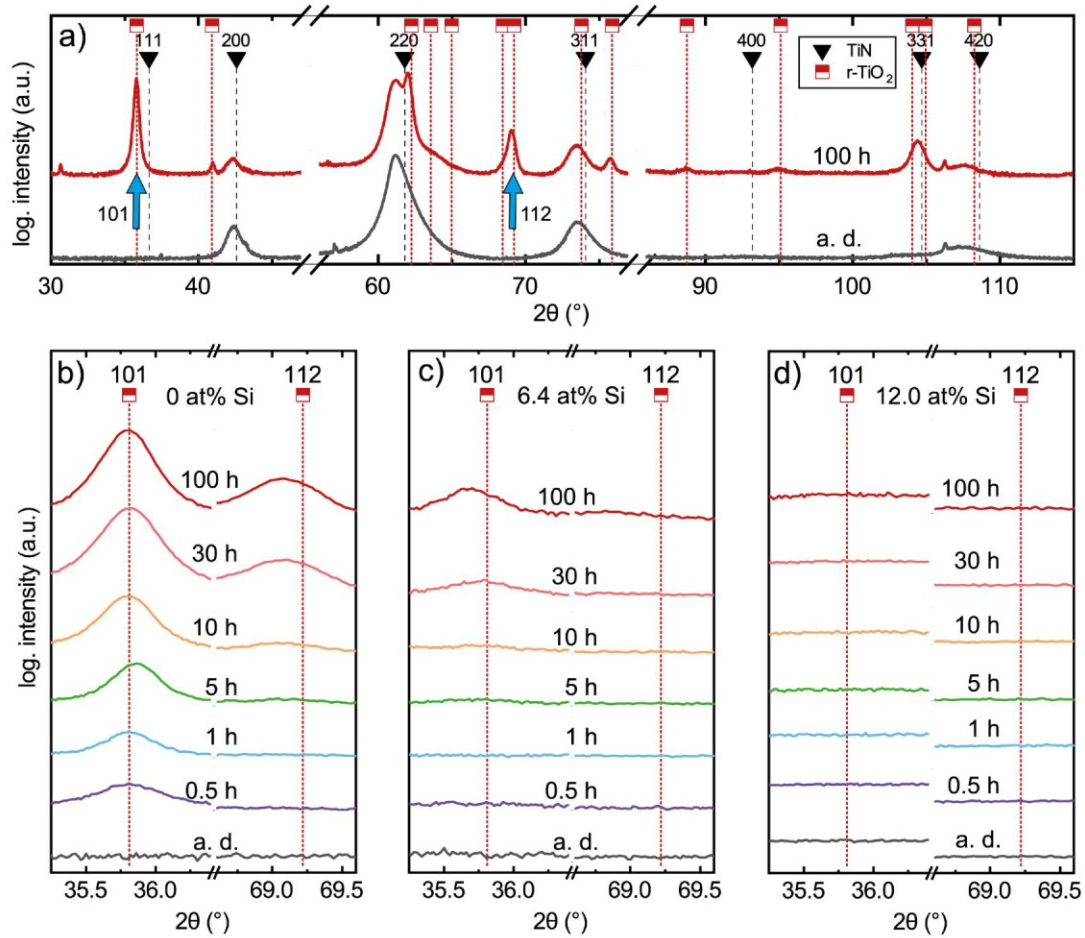 a)
111
200
220
311
400
331
420
TiN
r-TiO₂
log. intensity (a.u.)
101
112
100 h
a. d.
30
40
60
70
90
100
110
2θ (°)
b)
101
112
0 at% Si
100 h
30 h
10 h
5 h
1 h
0.5 h
a. d.
log. intensity (a.u.)
35.5
36.0
69.0
69.5
2θ (°)
c)
101
112
6.4 at% Si
100 h
30 h
10 h
5 h
1 h
0.5 h
a. d.
35.5
36.0
69.0
69.5
2θ (°)
d)
101
112
12.0 at% Si
100 h
30 h
10 h
5 h
1 h
0.5 h
a. d.
35.5
36.0
69.0
69.5
2θ (°)